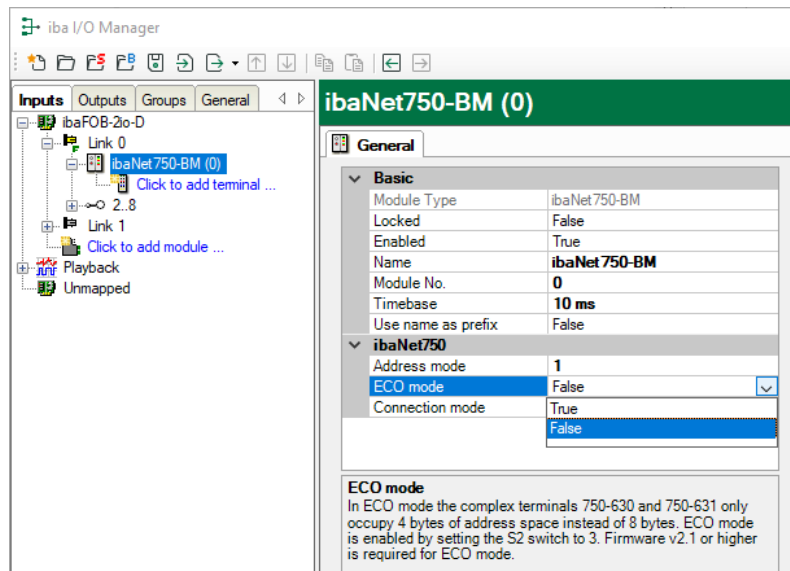 iba I/O Manager
Inputs Outputs Groups General
ibaFOB-2io-D
Link 0
ibaNet750-BM (0)
Click to add terminal ...
2..8
Link 1
Click to add module ...
Playback
Unmapped
ibaNet750-BM (0)
General
Basic
Module Type ibaNet750-BM
Locked False
Enabled True
Name ibaNet750-BM
Module No. 0
Timebase 10 ms
Use name as prefix False
ibaNet750
Address mode 1
ECO mode False
Connection mode
True
False
ECO mode
In ECO mode the complex terminals 750-630 and 750-631 only
occupy 4 bytes of address space instead of 8 bytes. ECO mode
is enabled by setting the S2 switch to 3. Firmware v2.1 or higher
is required for ECO mode.